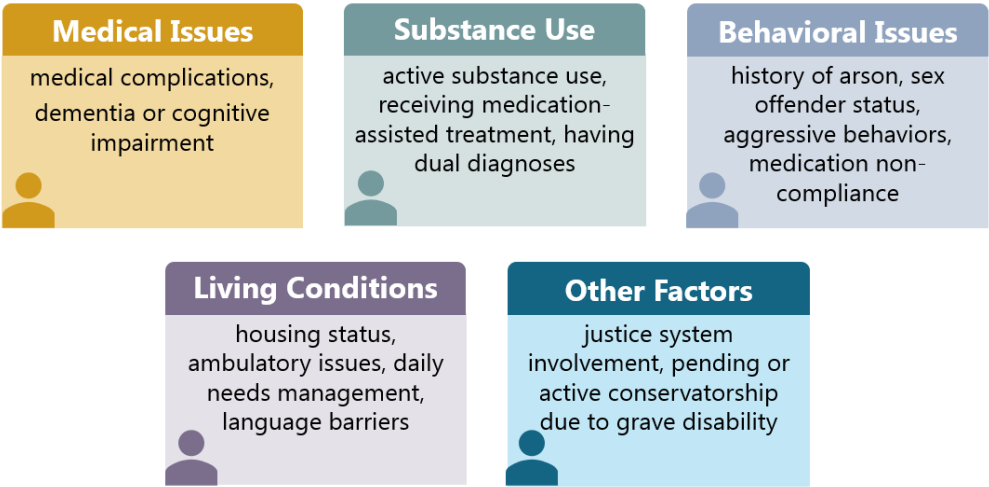 Medical Issues
medical complications,
dementia or cognitive
impairment
Substance Use
active substance use,
receiving medication-
assisted treatment, having
dual diagnoses
Behavioral Issues
history of arson, sex
offender status,
aggressive behaviors,
medication non-
compliance
Living Conditions
housing status,
ambulatory issues, daily
needs management,
language barriers
Other Factors
justice system
involvement, pending or
active conservatorship
due to grave disability